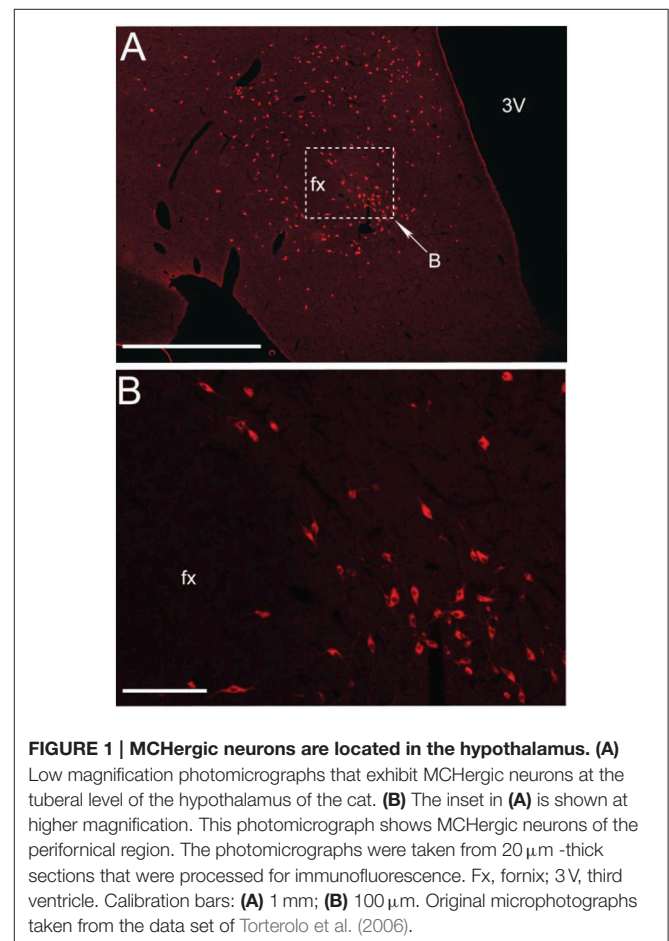 A
3V
fx
B
B
fx
FIGURE 1 | MCHergic neurons are located in the hypothalamus. (A)
Low magnification photomicrographs that exhibit MCHergic neurons at the
tuberal level of the hypothalamus of the cat. (B) The inset in (A) is shown at
higher magnification. This photomicrograph shows MCHergic neurons of the
perifornical region. The photomicrographs were taken from 20 μm -thick
sections that were processed for immunofluorescence. Fx, fornix; 3 V, third
ventricle. Calibration bars: (A) 1 mm; (B) 100 μm. Original microphotographs
taken from the data set of Torterolo et al. (2006).